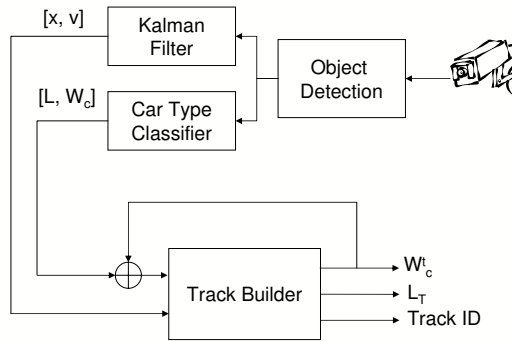 [x, v]
Kalman
Filter
Object
Detection
[L, W_c]
Car Type
Classifier
Track Builder
W^t_c
L_T
Track ID